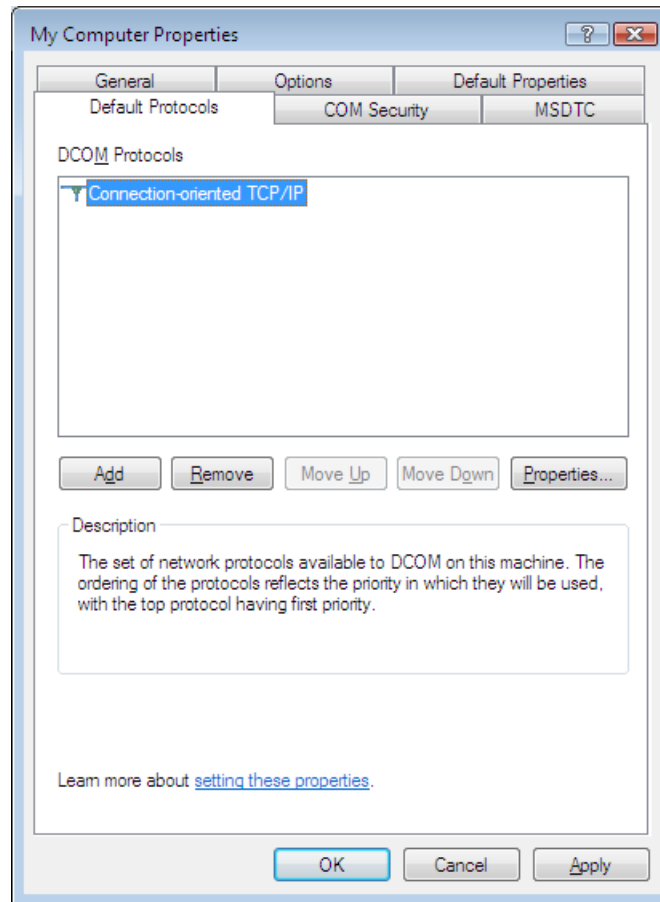 My Computer Properties
General Options Default Properties
Default Protocols COM Security MSDTC
DCOM Protocols
Connection-oriented TCP/IP
Add Remove Move Up Move Down Properties...
Description
The set of network protocols available to DCOM on this machine. The
ordering of the protocols reflects the priority in which they will be used,
with the top protocol having first priority.
Learn more about setting these properties.
OK Cancel Apply